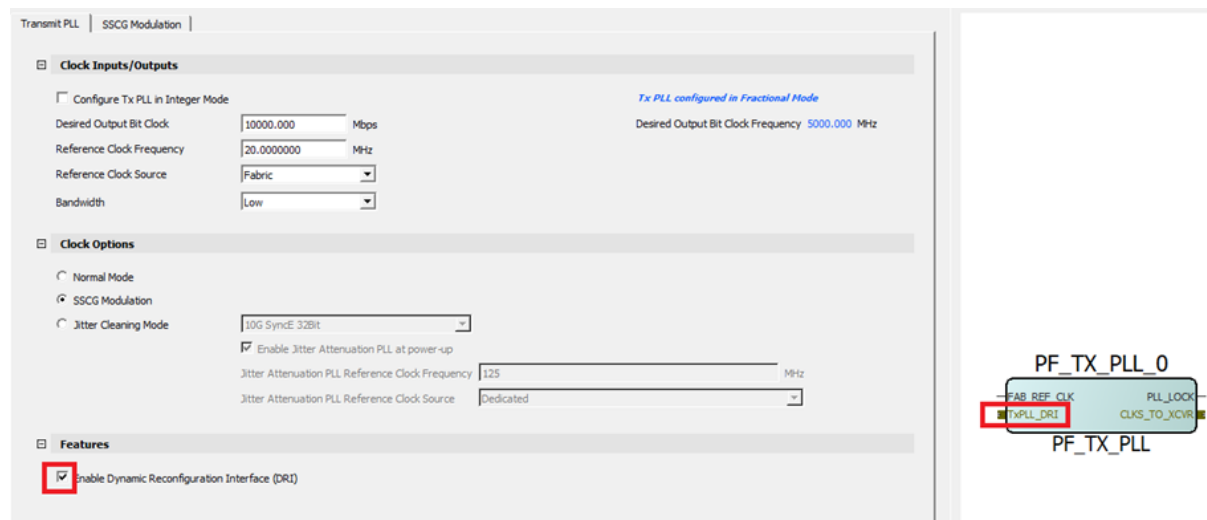 Transmit PLL SSCG Modulation
Clock Inputs/Outputs
Configure Tx PLL in Integer Mode Tx PLL configured in Fractional Mode
Desired Output Bit Clock 10000.000 Mbps Desired Output Bit Clock Frequency 5000.000 MHz
Reference Clock Frequency 20.0000000 MHz
Reference Clock Source Fabric
Bandwidth Low
Clock Options
Normal Mode
SSCG Modulation
Jitter Cleaning Mode 10G SyncE 32Bit
Enable Jitter Attenuation PLL at power-up
Jitter Attenuation PLL Reference Clock Frequency 125 MHz
Jitter Attenuation PLL Reference Clock Source Dedicated
Features
Enable Dynamic Reconfiguration Interface (DRI)
PF_TX_PLL_0
FAB_REF_CLK PLL_LOCK
TxPLL_DRI CLKS_TO_XCVR
PF_TX_PLL